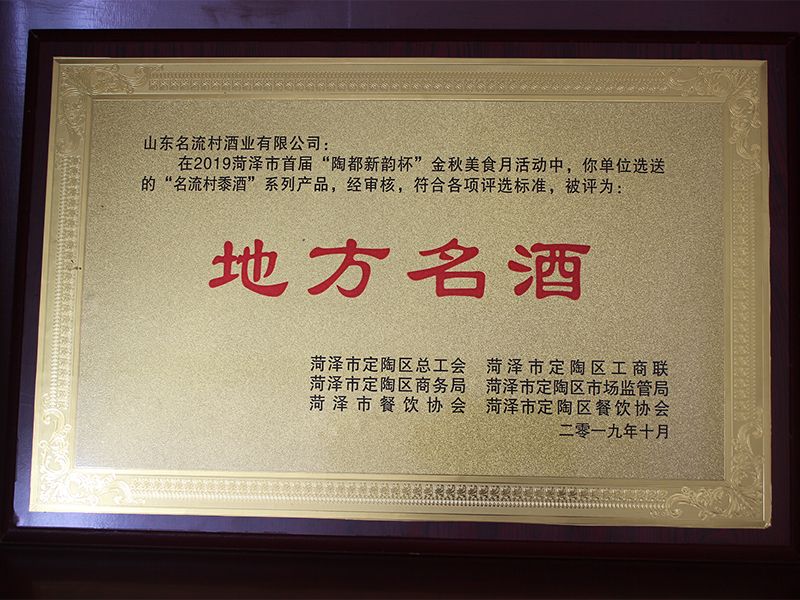 山东名流村酒业有限公司：
在2019菏泽市首届“陶都新韵杯”金秋美食月活动中，你单位选送
的“名流村黍酒”系列产品，经审核，符合各项评选标准，被评为：
地方名酒
菏泽市定陶区总工会 菏泽市定陶区工商联
菏泽市定陶区商务局 菏泽市定陶区市场监管局
菏泽市餐饮协会 菏泽市定陶区餐饮协会
二零一九年十月